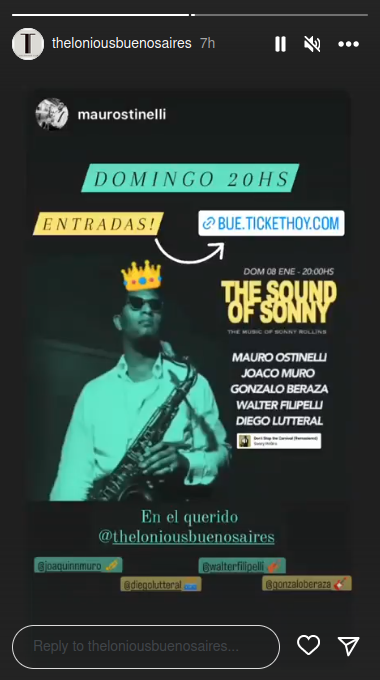 theloniousbuenosaires 7h
maurostinelli
DOMINGO 20HS
ENTRADAS!
BUE.TICKETHOY.COM
DOM 08 ENE - 20:00HS
THE SOUND
OF SONNY
THE MUSIC OF SONNY ROLLINS
MAURO OSTINELLI
JOACO MURO
GONZALO BERAZA
WALTER FILIPELLI
DIEGO LUTTERAL
Don't Stop the Carnival (Remastered)
Sonny Rollins
En el querido
@theloniousbuenosaires
@joaquinnmuro
@walterfilipelli
@diegolutteral
@gonzaloberaza
Reply to theloniousbuenosaires...